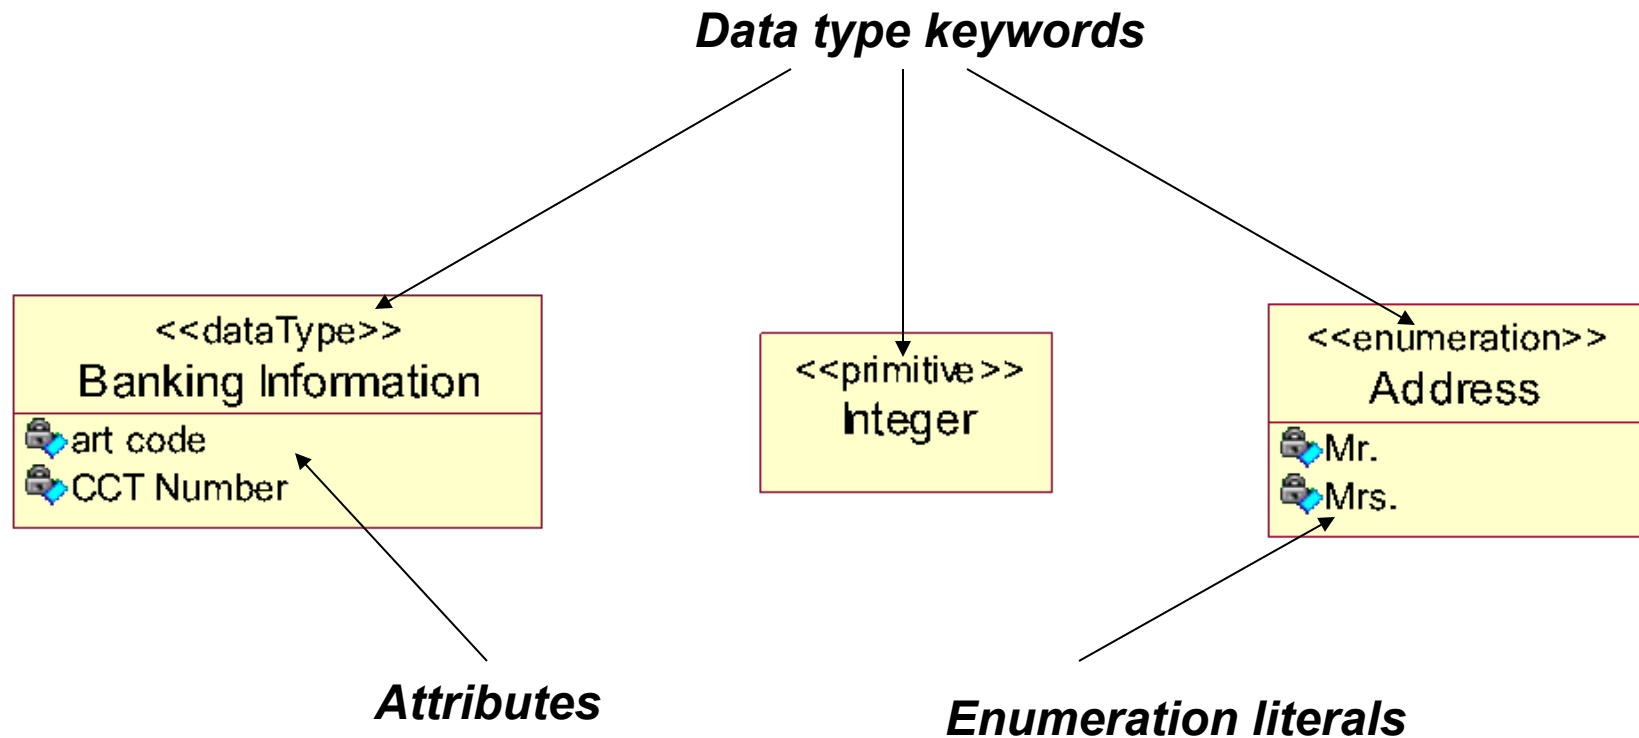 Data type keywords
<<dataType>>
Banking Information
art code
CCT Number
<<primitive>>
Integer
<<enumeration>>
Address
Mr.
Mrs.
Attributes
Enumeration literals